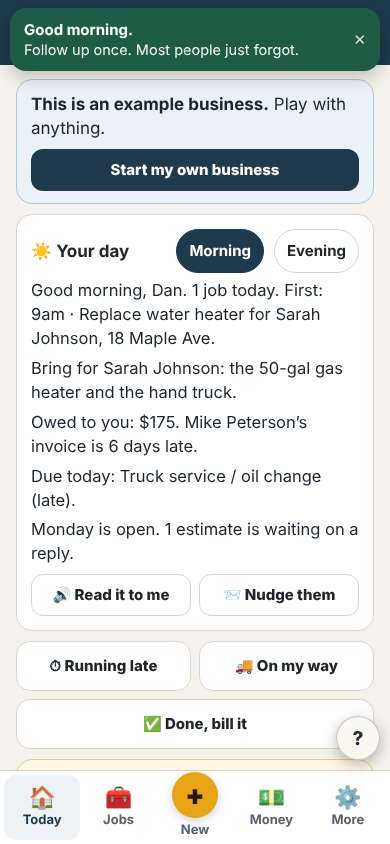 Good morning.
Follow up once. Most people just forgot.
×
This is an example business. Play with
anything.
Start my own business
☀️ Your day
Morning
Evening
Good morning, Dan. 1 job today. First:
9am · Replace water heater for Sarah
Johnson, 18 Maple Ave.
Bring for Sarah Johnson: the 50-gal gas
heater and the hand truck.
Owed to you: $175. Mike Peterson’s
invoice is 6 days late.
Due today: Truck service / oil change
(late).
Monday is open. 1 estimate is waiting on a
reply.
🔊 Read it to me
📨 Nudge them
⏱ Running late
🚚 On my way
✅ Done, bill it
?
Today
Jobs
New
Money
More